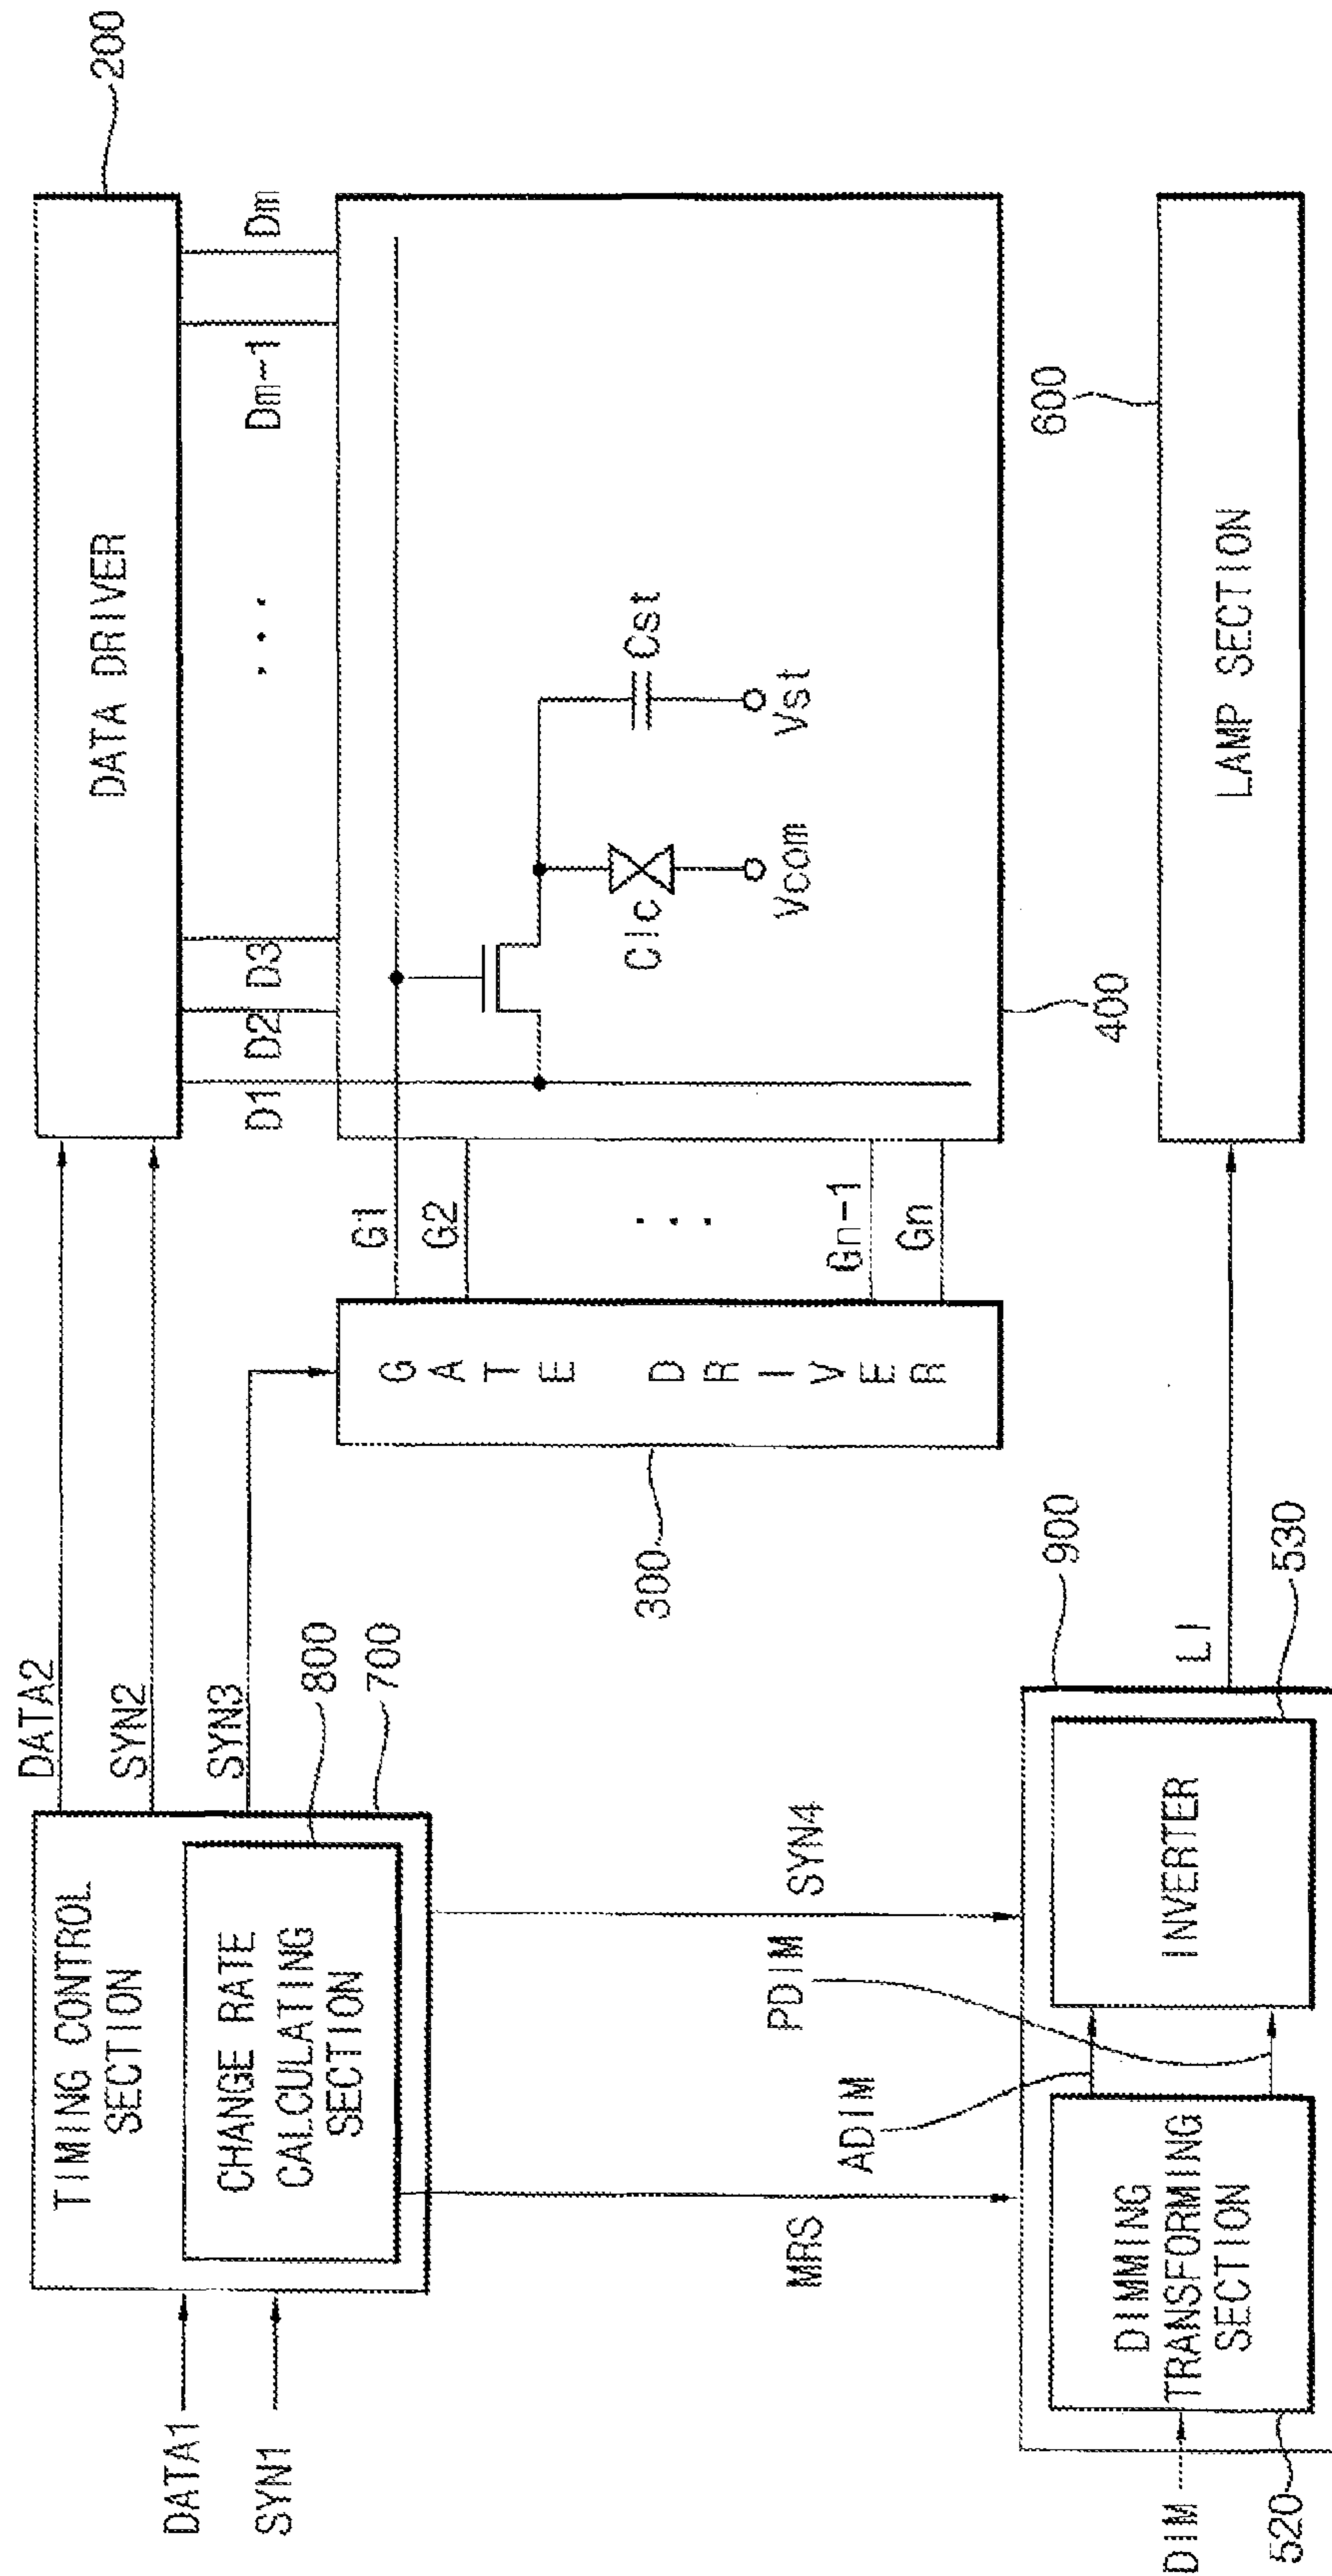 DATA1
SYN1
TIMING CONTROL
SECTION
CHANGE RATE
CALCULATING
SECTION
800
700
DATA2
SYN2
SYN3
DATA DRIVER
200
D1
D2
D3
...
Dm-1
Dm
300
GATE DRIVER
G1
G2
...
Gn-1
Gn
Clc
Vcom
Cst
Vst
400
MRS
SYN4
ADIM
PDIM
DIM
520
DIMMING
TRANSFORMING
SECTION
INVERTER
900
530
LI
LAMP SECTION
600